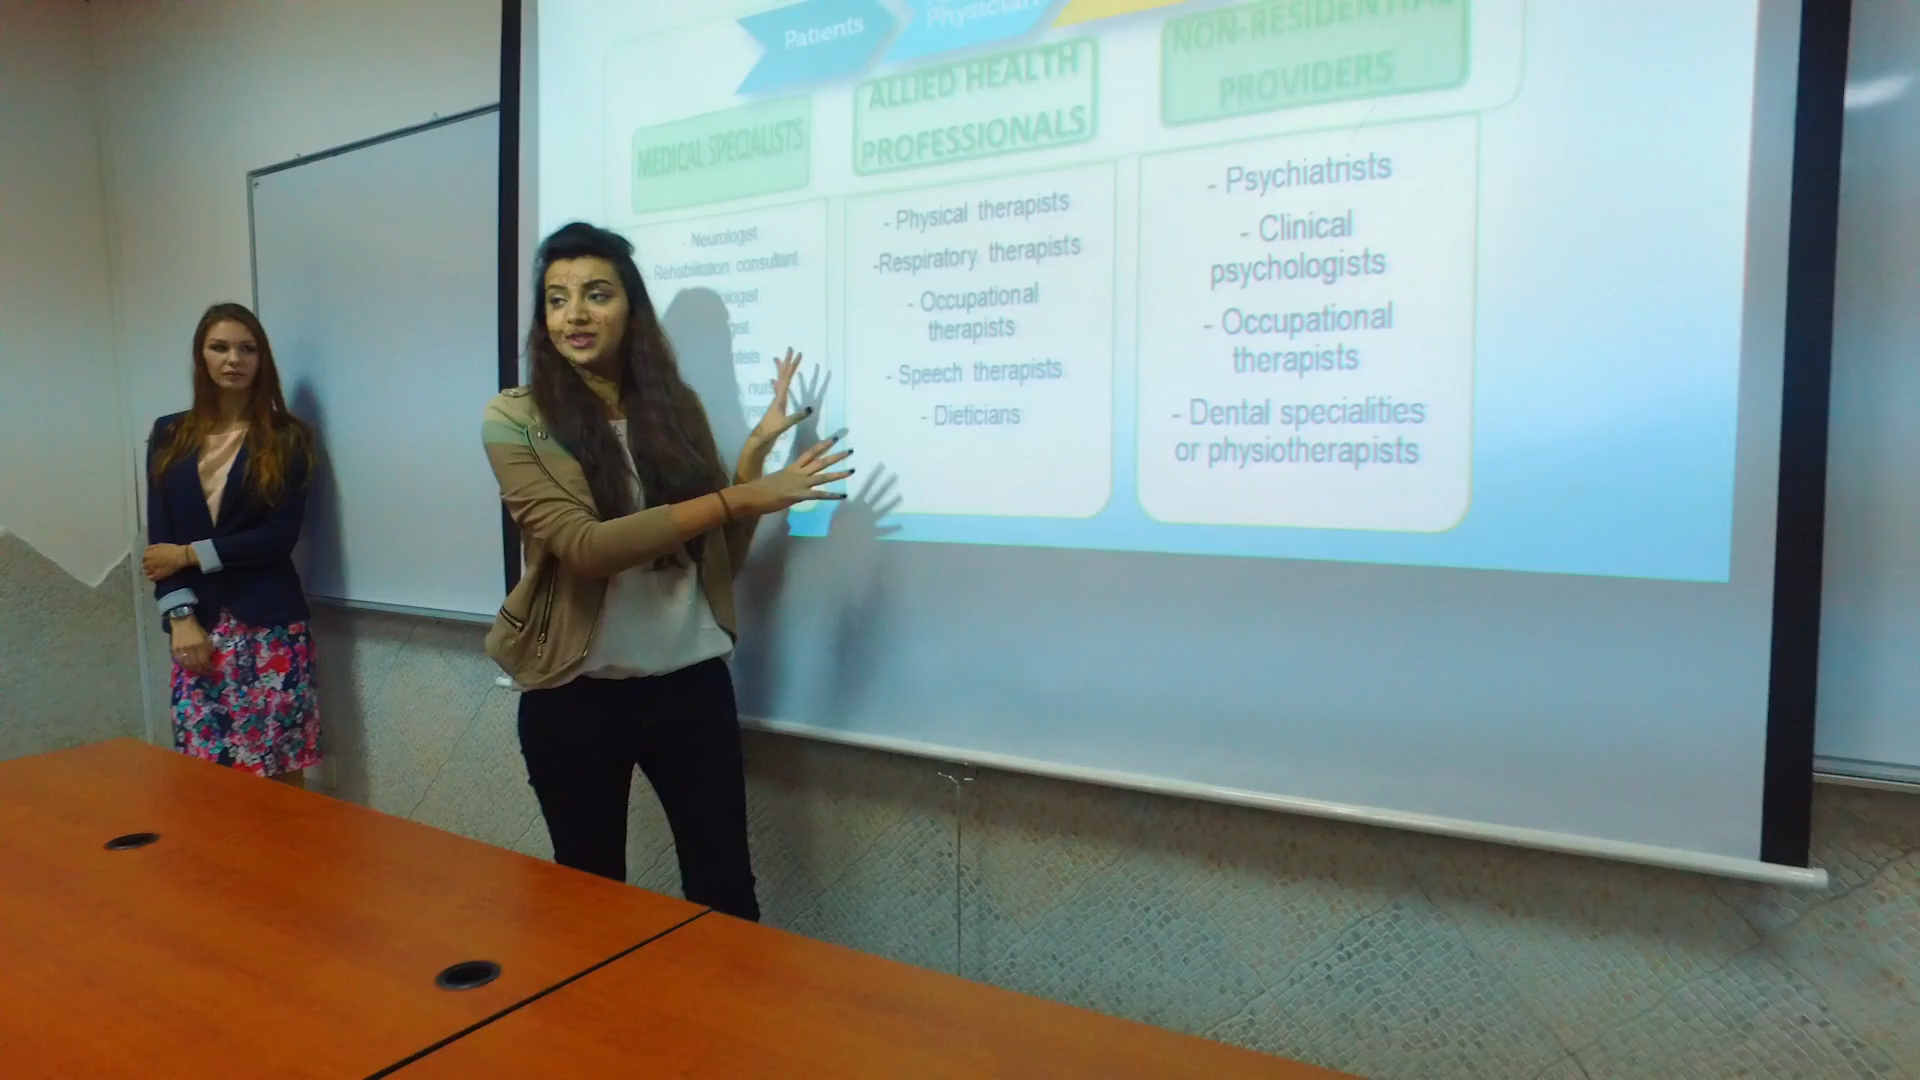 Patients
Physician
MEDICAL SPECIALISTS
- Neurologist
- Rehabilitation consultant
ALLIED HEALTH
PROFESSIONALS
- Physical therapists
-Respiratory therapists
- Occupational
therapists
- Speech therapists
- Dieticians
NON-RESIDENTIAL
PROVIDERS
- Psychiatrists
- Clinical
psychologists
- Occupational
therapists
- Dental specialities
or physiotherapists